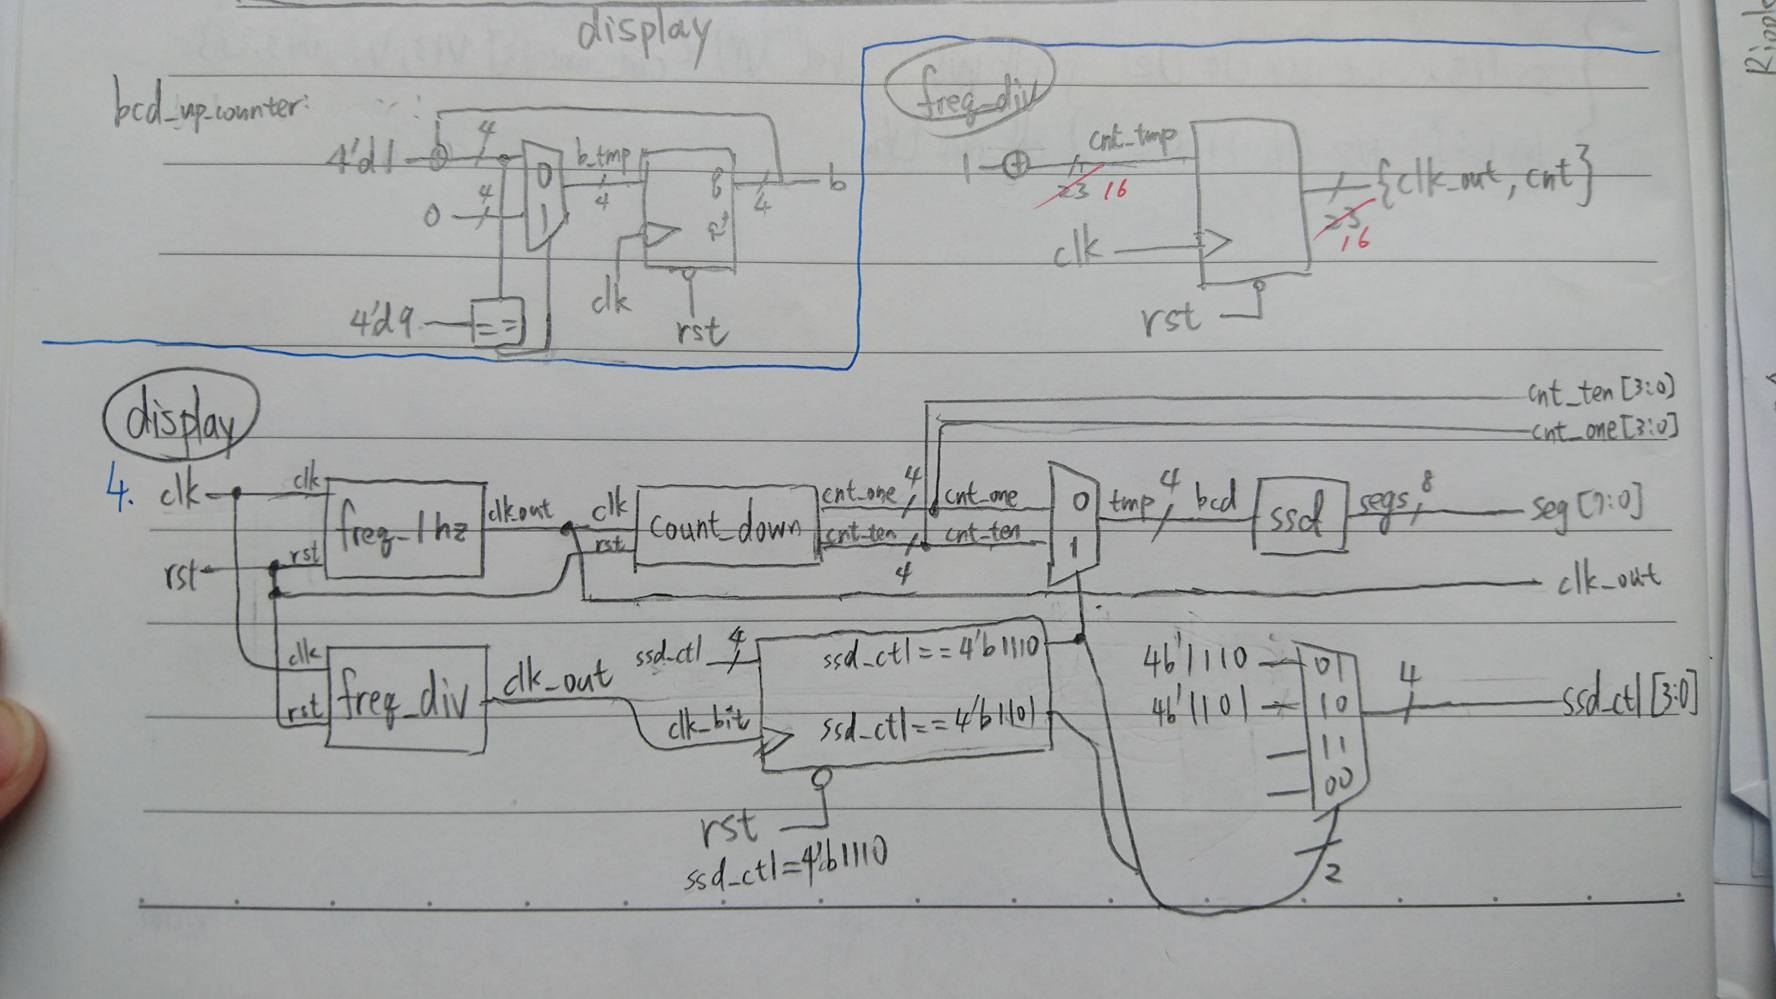 display
bcd_up_counter:
4'd1
4
0
4
0
1
b_tmp
4
q
q'
4
b
clk
rst
4'd9
==
freq_div
1
+
cnt_tmp
23 16
{clk_out, cnt}
23
16
clk
rst
display
cnt_ten [3:0]
cnt_one [3:0]
4.
clk
clk
freq_1hz
clkout
clk
count_down
cnt_one
4
cnt_one
0
tmp
4
bcd
ssd
segs
8
seg [7:0]
rst
rst
rst
cnt_ten
4
cnt_ten
1
clk_out
clk
freq_div
rst
clk_out
ssd_ctl
4
ssd_ctl == 4'b1110
clk_bit
ssd_ctl == 4'b1101
rst
ssd_ctl=4'b1110
4b'1110
01
4b'1101
10
11
00
4
ssd_ctl [3:0]
2